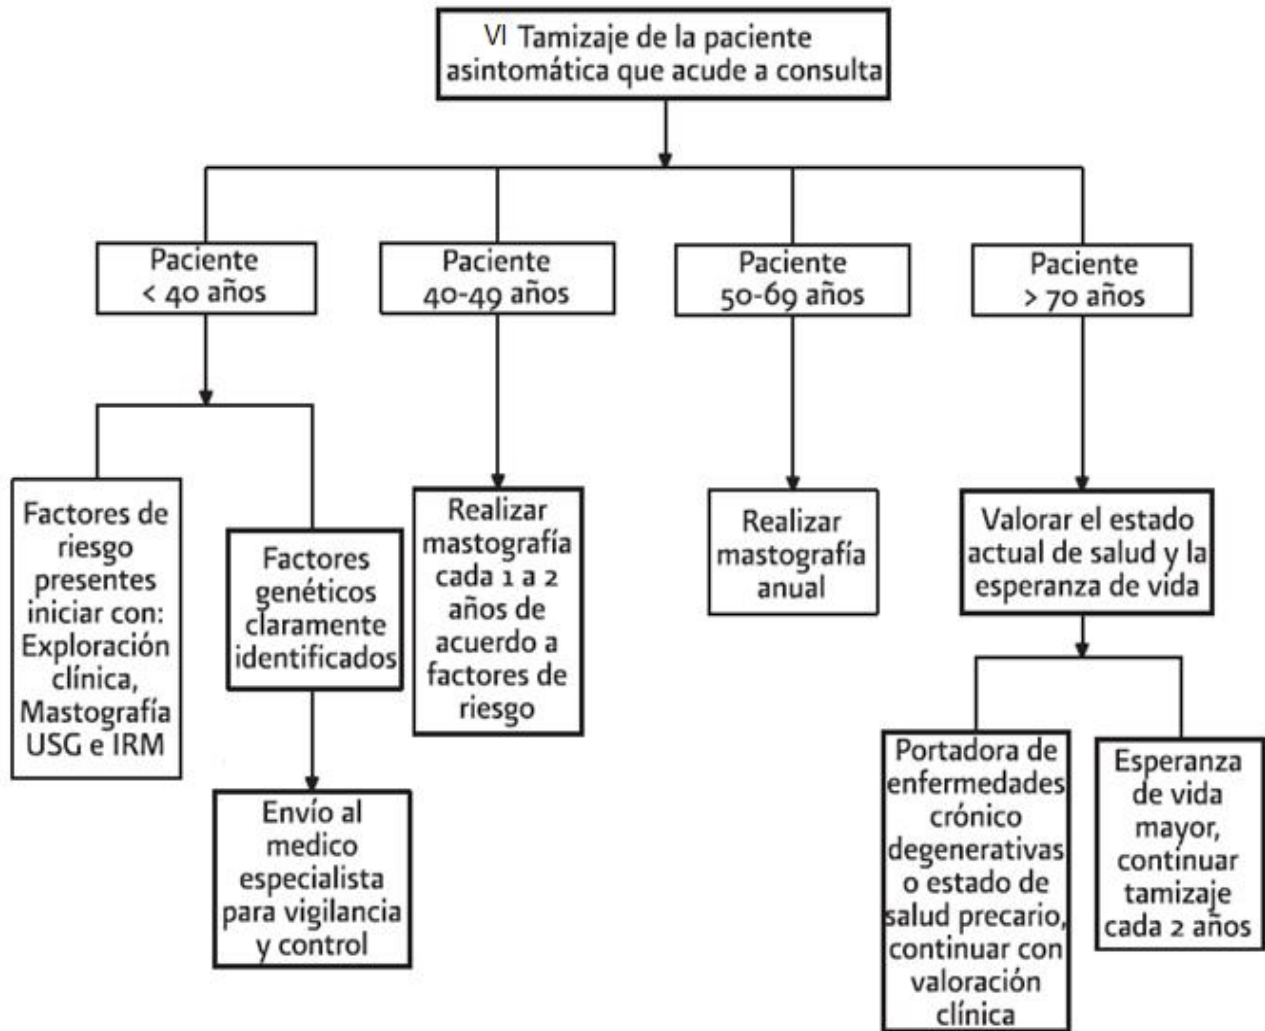 VI Tamizaje de la paciente
asintomática que acude a consulta
Paciente
< 40 años
Paciente
40-49 años
Paciente
50-69 años
Paciente
> 70 años
Factores de
riesgo
presentes
iniciar con:
Exploración
clínica,
Mastografía
USG e IRM
Factores
genéticos
claramente
identificados
Envío al
medico
especialista
para vigilancia
y control
Realizar
mastografía
cada 1 a 2
años de
acuerdo a
factores de
riesgo
Realizar
mastografía
anual
Valorar el estado
actual de salud y la
esperanza de vida
Portadora de
enfermedades
crónico
degenerativas
o estado de
salud precario,
continuar con
valoración
clínica
Esperanza
de vida
mayor,
continuar
tamizaje
cada 2 años